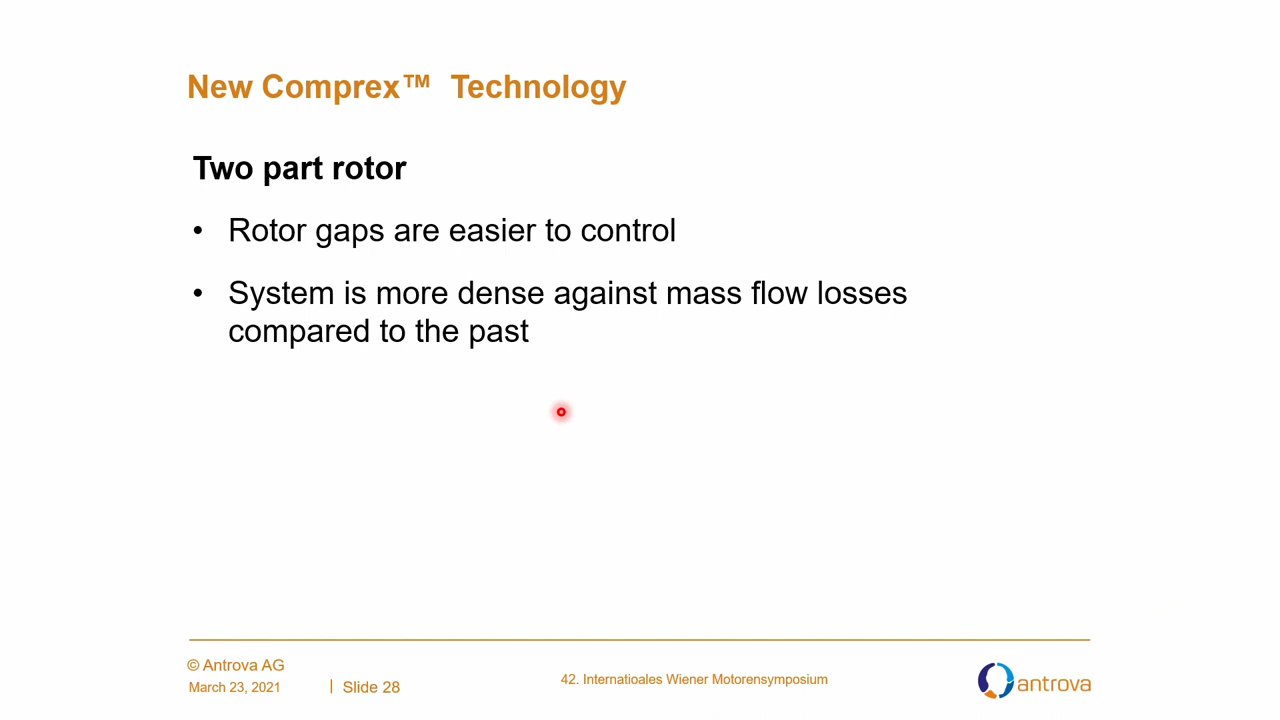 New Comprex™ Technology
Two part rotor
• Rotor gaps are easier to control
• System is more dense against mass flow losses
compared to the past
© Antrova AG
March 23, 2021 | Slide 28
42. Internatioales Wiener Motorensymposium
antrova